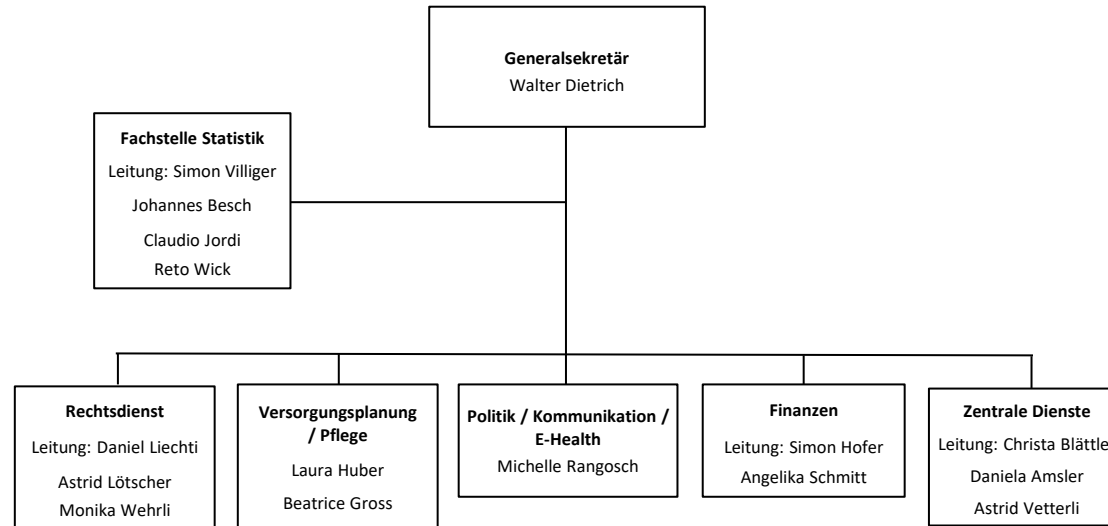 Generalsekretär
Walter Dietrich
Fachstelle Statistik
Leitung: Simon Villiger
Johannes Besch
Claudio Jordi
Reto Wick
Rechtsdienst
Leitung: Daniel Liechti
Astrid Lötscher
Monika Wehrli
Versorgungsplanung
/ Pflege
Laura Huber
Beatrice Gross
Politik / Kommunikation /
E-Health
Michelle Rangosch
Finanzen
Leitung: Simon Hofer
Angelika Schmitt
Zentrale Dienste
Leitung: Christa Blättler
Daniela Amsler
Astrid Vetterli